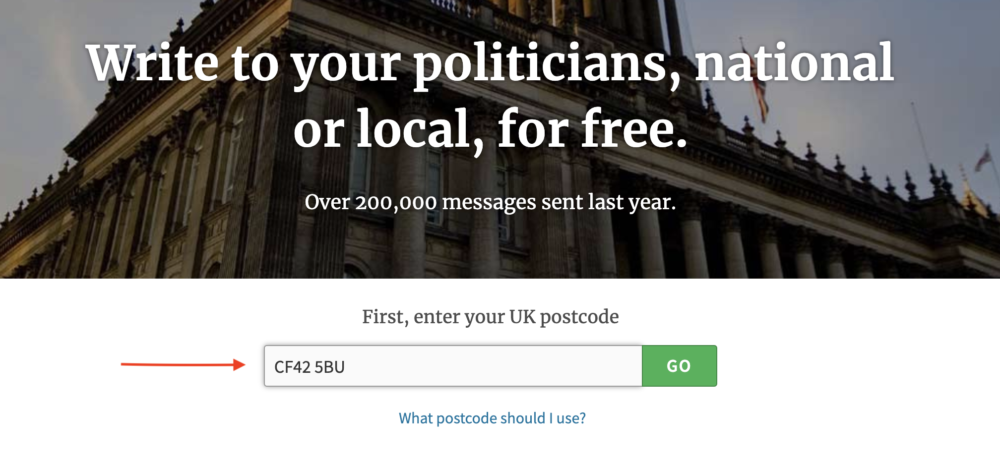 Write to your politicians, national
or local, for free.
Over 200,000 messages sent last year.
First, enter your UK postcode
CF42 5BU
GO
What postcode should I use?